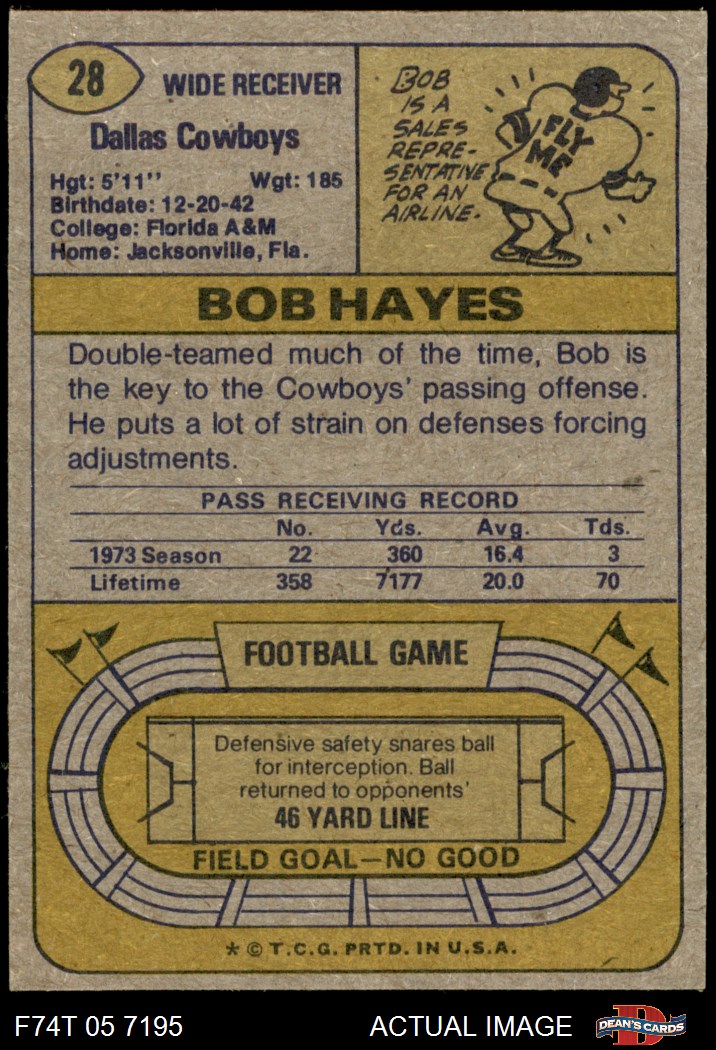 28
WIDE RECEIVER
Dallas Cowboys
Hgt: 5'11" Wgt: 185
Birthdate: 12-20-42
College: Florida A&M
Home: Jacksonville, Fla.
BOB
IS A
SALES
REPRE-
SENTATIVE
FOR AN
AIRLINE.
FLY
ME
BOB HAYES
Double-teamed much of the time, Bob is
the key to the Cowboys' passing offense.
He puts a lot of strain on defenses forcing
adjustments.
PASS RECEIVING RECORD
No. Yds. Avg. Tds.
1973 Season 22 360 16.4 3
Lifetime 358 7177 20.0 70
FOOTBALL GAME
Defensive safety snares ball
for interception. Ball
returned to opponents'
46 YARD LINE
FIELD GOAL—NO GOOD
* © T.C.G. PRTD. IN U.S.A.
F74T 05 7195 ACTUAL IMAGE
D
DEAN'S CARDS